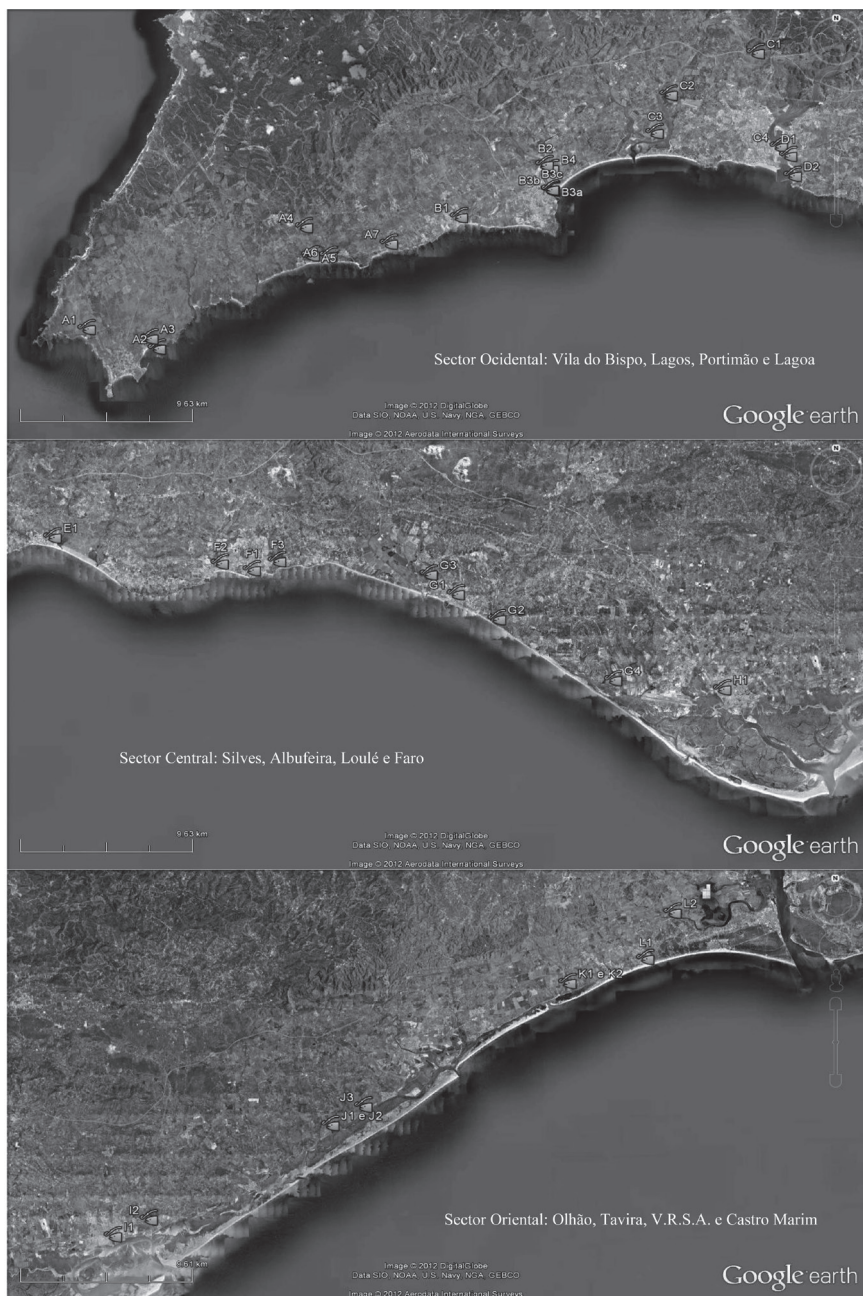 N
C1
C2
C3
C4
D1
D2
B2
B4
B3c
B3b
B3a
B1
A4
A7
A6
A5
A1
A3
A2
Sector Ocidental: Vila do Bispo, Lagos, Portimão e Lagoa
9.63 km
Image © 2012 DigitalGlobe
Data SIO, NOAA, U.S. Navy, NGA, GEBCO
Image © 2012 Aerodata International Surveys
Google earth
N
E1
F2
F1
F3
G3
G1
G2
G4
H1
Sector Central: Silves, Albufeira, Loulé e Faro
9.63 km
Image © 2012 DigitalGlobe
Data SIO, NOAA, U.S. Navy, NGA, GEBCO
Image © 2012 Aerodata International Surveys
Google earth
N
L2
L1
K1 e K2
J3
J1 e J2
I2
I1
Sector Oriental: Olhão, Tavira, V.R.S.A. e Castro Marim
Image © 2012 DigitalGlobe
Data SIO, NOAA, U.S. Navy, NGA, GEBCO
Image © 2012 Aerodata International Surveys
Google earth